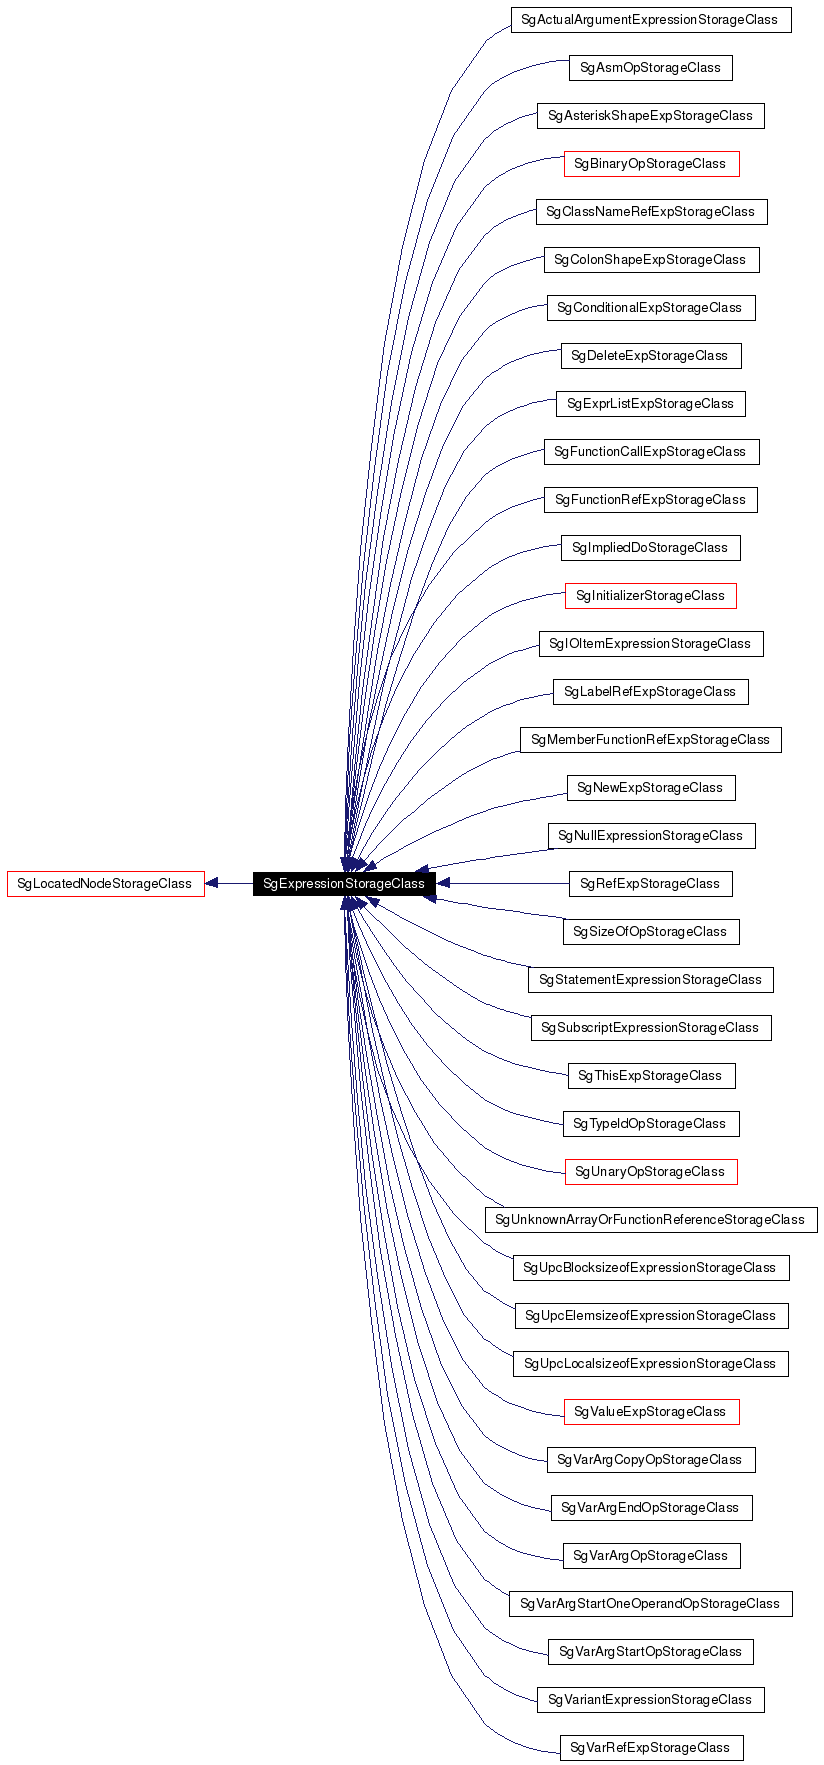 SgActualArgumentExpressionStorageClass
SgAsmOpStorageClass
SgAsteriskShapeExpStorageClass
SgBinaryOpStorageClass
SgClassNameRefExpStorageClass
SgColonShapeExpStorageClass
SgConditionalExpStorageClass
SgDeleteExpStorageClass
SgExprListExpStorageClass
SgFunctionCallExpStorageClass
SgFunctionRefExpStorageClass
SgImpliedDoStorageClass
SgInitializerStorageClass
SgIOItemExpressionStorageClass
SgLabelRefExpStorageClass
SgMemberFunctionRefExpStorageClass
SgNewExpStorageClass
SgNullExpressionStorageClass
SgLocatedNodeStorageClass
SgExpressionStorageClass
SgRefExpStorageClass
SgSizeOfOpStorageClass
SgStatementExpressionStorageClass
SgSubscriptExpressionStorageClass
SgThisExpStorageClass
SgTypeIdOpStorageClass
SgUnaryOpStorageClass
SgUnknownArrayOrFunctionReferenceStorageClass
SgUpcBlocksizeofExpressionStorageClass
SgUpcElemsizeofExpressionStorageClass
SgUpcLocalsizeofExpressionStorageClass
SgValueExpStorageClass
SgVarArgCopyOpStorageClass
SgVarArgEndOpStorageClass
SgVarArgOpStorageClass
SgVarArgStartOneOperandOpStorageClass
SgVarArgStartOpStorageClass
SgVariantExpressionStorageClass
SgVarRefExpStorageClass